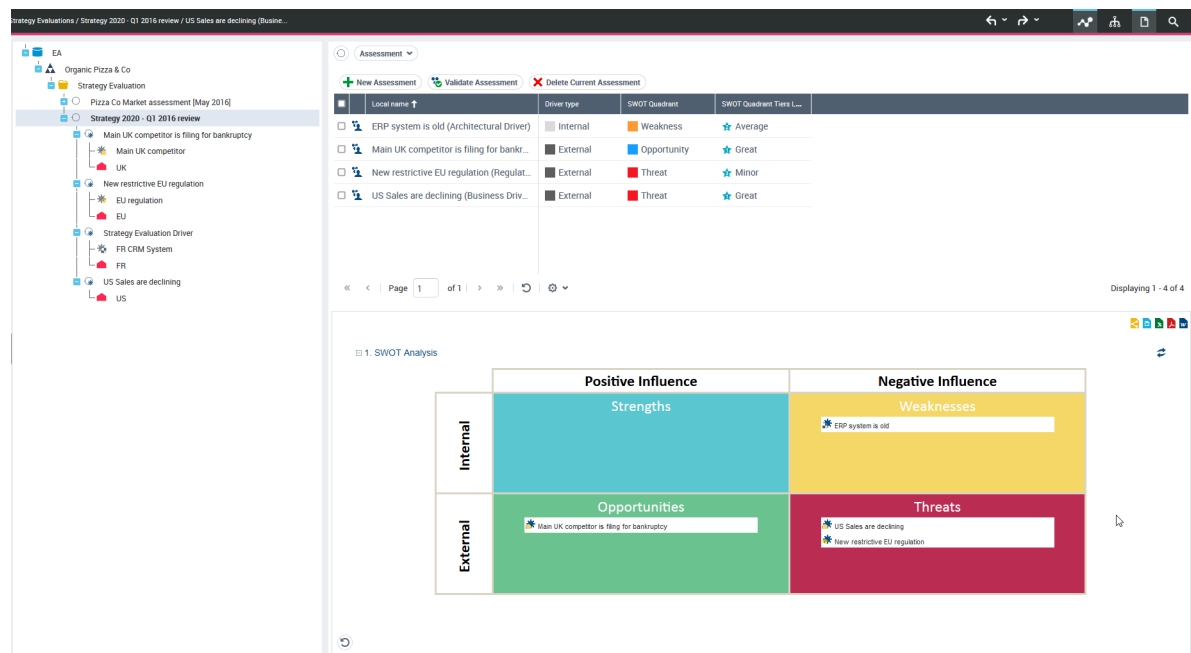 Strategy Evaluations / Strategy 2020 - Q1 2016 review / US Sales are declining (Busine...
EA
Organic Pizza & Co
Strategy Evaluation
Pizza Co Market assessment [May 2016]
Strategy 2020 - Q1 2016 review
Main UK competitor is filing for bankruptcy
Main UK competitor
UK
New restrictive EU regulation
EU regulation
EU
Strategy Evaluation Driver
FR CRM System
FR
US Sales are declining
US
Assessment
New Assessment Validate Assessment Delete Current Assessment
Local name Driver type SWOT Quadrant SWOT Quadrant Tiers L...
ERP system is old (Architectural Driver) Internal Weakness Average
Main UK competitor is filing for bankr... External Opportunity Great
New restrictive EU regulation (Regulat... External Threat Minor
US Sales are declining (Business Driv... External Threat Great
Page 1 of 1 Displaying 1 - 4 of 4
1. SWOT Analysis
Positive Influence Negative Influence
Internal
Strengths Weaknesses
ERP system is old
External
Opportunities Threats
Main UK competitor is filing for bankruptcy US Sales are declining
New restrictive EU regulation